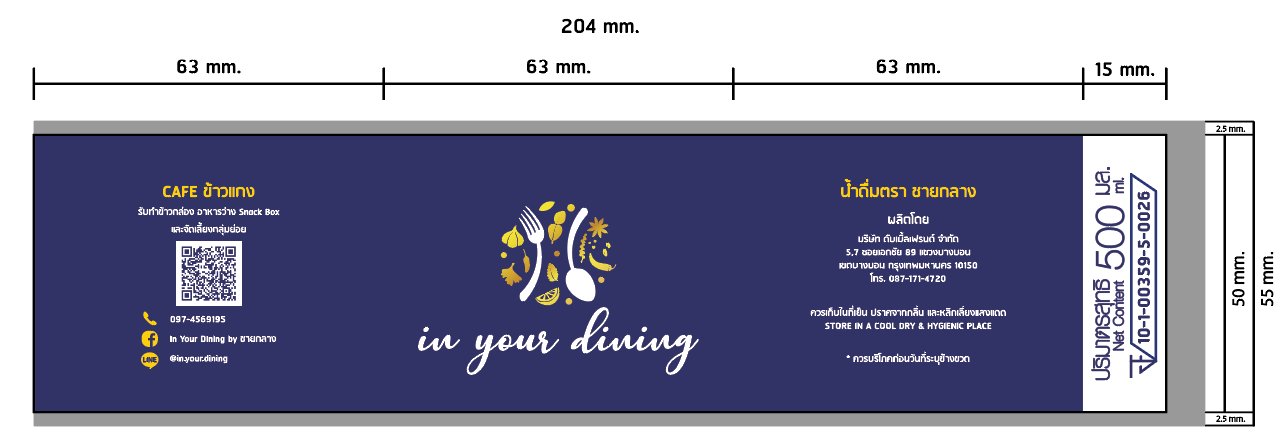 204 mm.
63 mm.
63 mm.
63 mm.
15 mm.
2.5 mm.
CAFE ข้าวแกง
รับทำข้าวกล่อง อาหารว่าง Snack Box
และจัดเลี้ยงกลุ่มย่อย
097-4569195
In Your Dining by ชายกลาง
LINE
@in.your.dining
in your dining
น้ำดื่มตรา ชายกลาง
ผลิตโดย
บริษัท ดับเบิ้ลเฟรนด์ จำกัด
5,7 ซอยเอกชัย 89 แขวงบางบอน
เขตบางบอน กรุงเทพมหานคร 10150
โทร. 087-171-4720
ควรเก็บในที่เย็น ปราศจากกลิ่น และหลีกเลี่ยงแสงแดด
STORE IN A COOL DRY & HYGIENIC PLACE
* ควรบริโภคก่อนวันที่ระบุข้างขวด
ปริมาตรสุทธิ 500 มล.
Net Content ml.
10-1-00359-5-0026
50 mm.
55 mm.
2.5 mm.